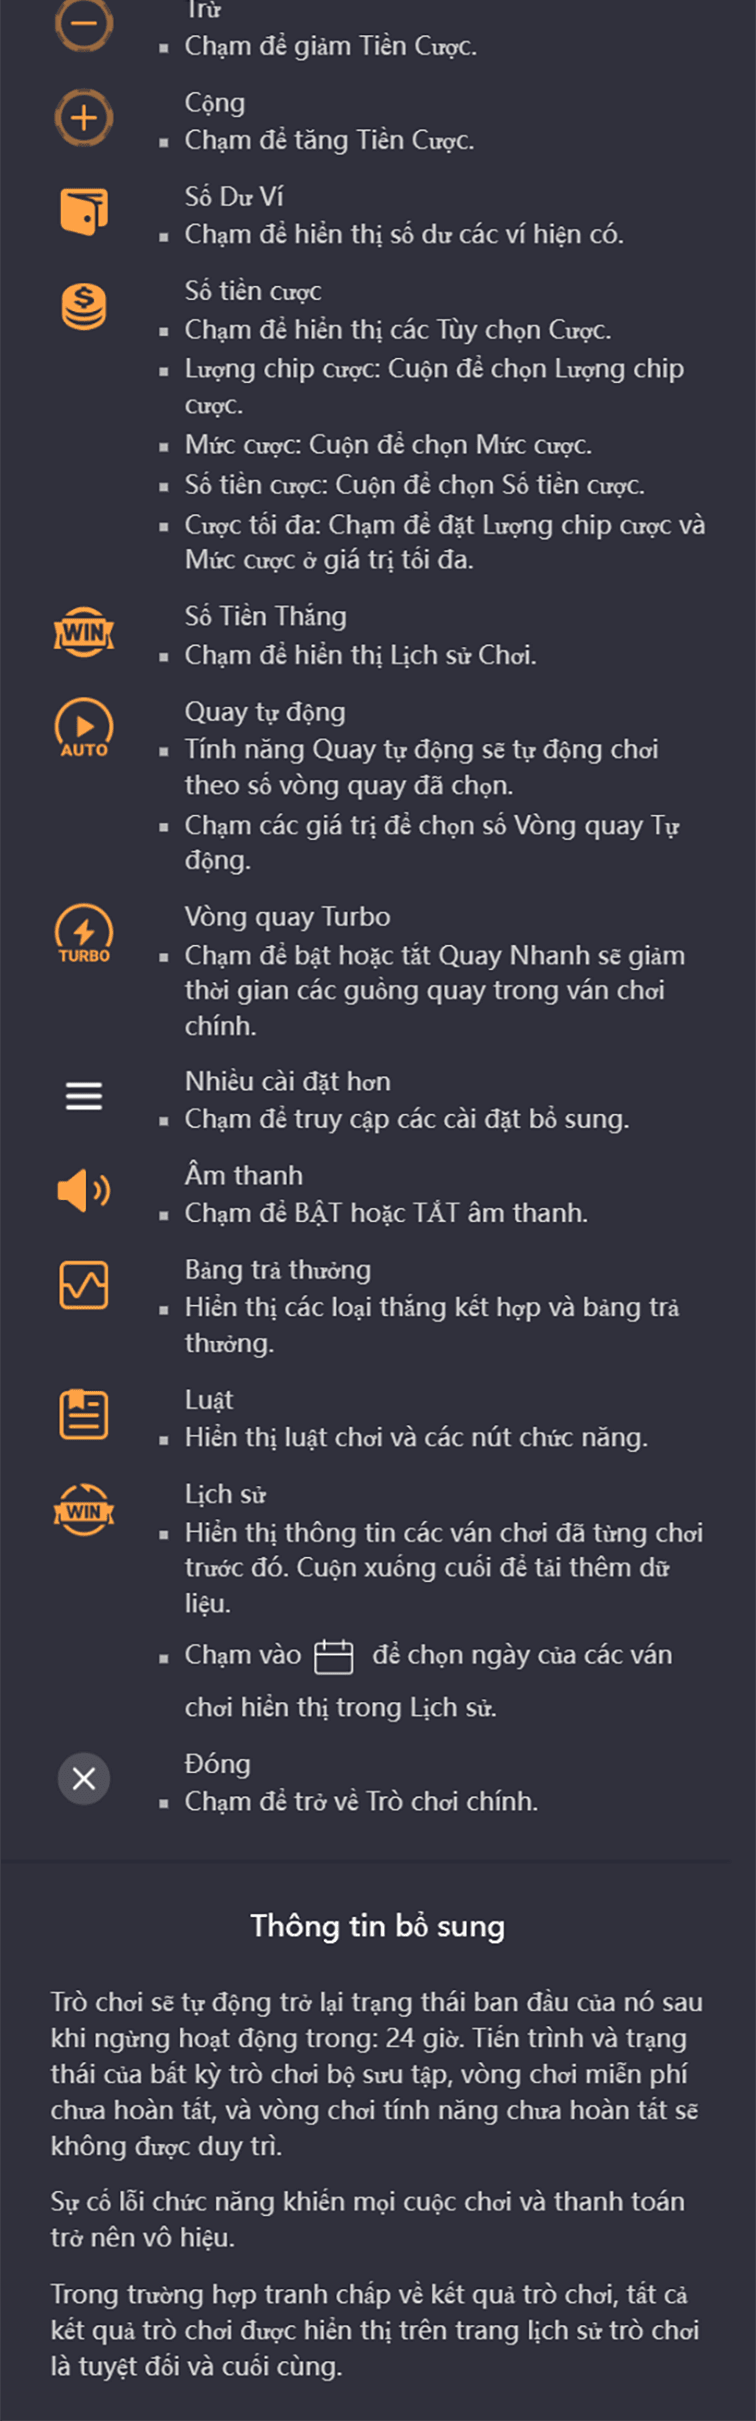 Trừ
Chạm để giảm Tiền Cược.
Cộng
Chạm để tăng Tiền Cược.
Số Dư Ví
Chạm để hiển thị số dư các ví hiện có.
Số tiền cược
Chạm để hiển thị các Tùy chọn Cược.
Lượng chip cược: Cuộn để chọn Lượng chip
cược.
Mức cược: Cuộn để chọn Mức cược.
Số tiền cược: Cuộn để chọn Số tiền cược.
Cược tối đa: Chạm để đặt Lượng chip cược và
Mức cược ở giá trị tối đa.
WIN
Số Tiền Thắng
Chạm để hiển thị Lịch sử Chơi.
AUTO
Quay tự động
Tính năng Quay tự động sẽ tự động chơi
theo số vòng quay đã chọn.
Chạm các giá trị để chọn số Vòng quay Tự
động.
TURBO
Vòng quay Turbo
Chạm để bật hoặc tắt Quay Nhanh sẽ giảm
thời gian các guồng quay trong ván chơi
chính.
Nhiều cài đặt hơn
Chạm để truy cập các cài đặt bổ sung.
Âm thanh
Chạm để BẬT hoặc TẮT âm thanh.
Bảng trả thưởng
Hiển thị các loại thắng kết hợp và bảng trả
thưởng.
Luật
Hiển thị luật chơi và các nút chức năng.
WIN
Lịch sử
Hiển thị thông tin các ván chơi đã từng chơi
trước đó. Cuộn xuống cuối để tải thêm dữ
liệu.
Chạm vào để chọn ngày của các ván
chơi hiển thị trong Lịch sử.
Đóng
Chạm để trở về Trò chơi chính.
Thông tin bổ sung
Trò chơi sẽ tự động trở lại trạng thái ban đầu của nó sau
khi ngừng hoạt động trong: 24 giờ. Tiến trình và trạng
thái của bất kỳ trò chơi bộ sưu tập, vòng chơi miễn phí
chưa hoàn tất, và vòng chơi tính năng chưa hoàn tất sẽ
không được duy trì.
Sự cố lỗi chức năng khiến mọi cuộc chơi và thanh toán
trở nên vô hiệu.
Trong trường hợp tranh chấp về kết quả trò chơi, tất cả
kết quả trò chơi được hiển thị trên trang lịch sử trò chơi
là tuyệt đối và cuối cùng.